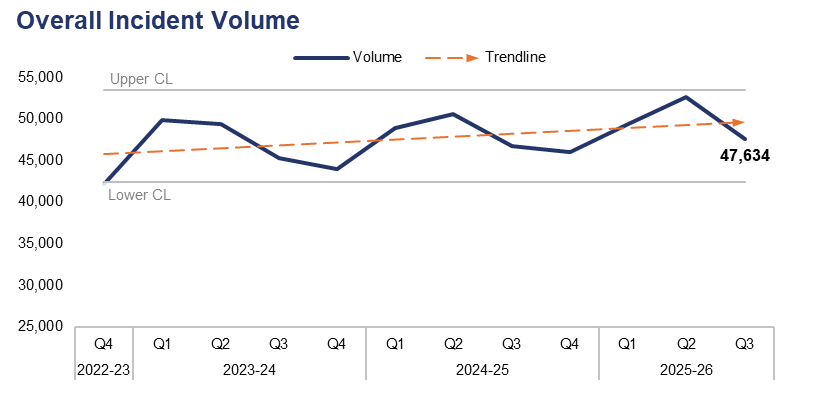 Overall Incident Volume
Volume Trendline
55,000
Upper CL
50,000
45,000
47,634
Lower CL
40,000
35,000
30,000
25,000
Q4 Q1 Q2 Q3 Q4 Q1 Q2 Q3 Q4 Q1 Q2 Q3
2022-23 2023-24 2024-25 2025-26